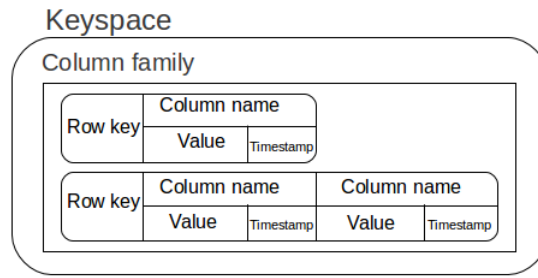 Keyspace
Column family
Row key
Column name
Value
Timestamp
Row key
Column name
Column name
Value
Timestamp
Value
Timestamp